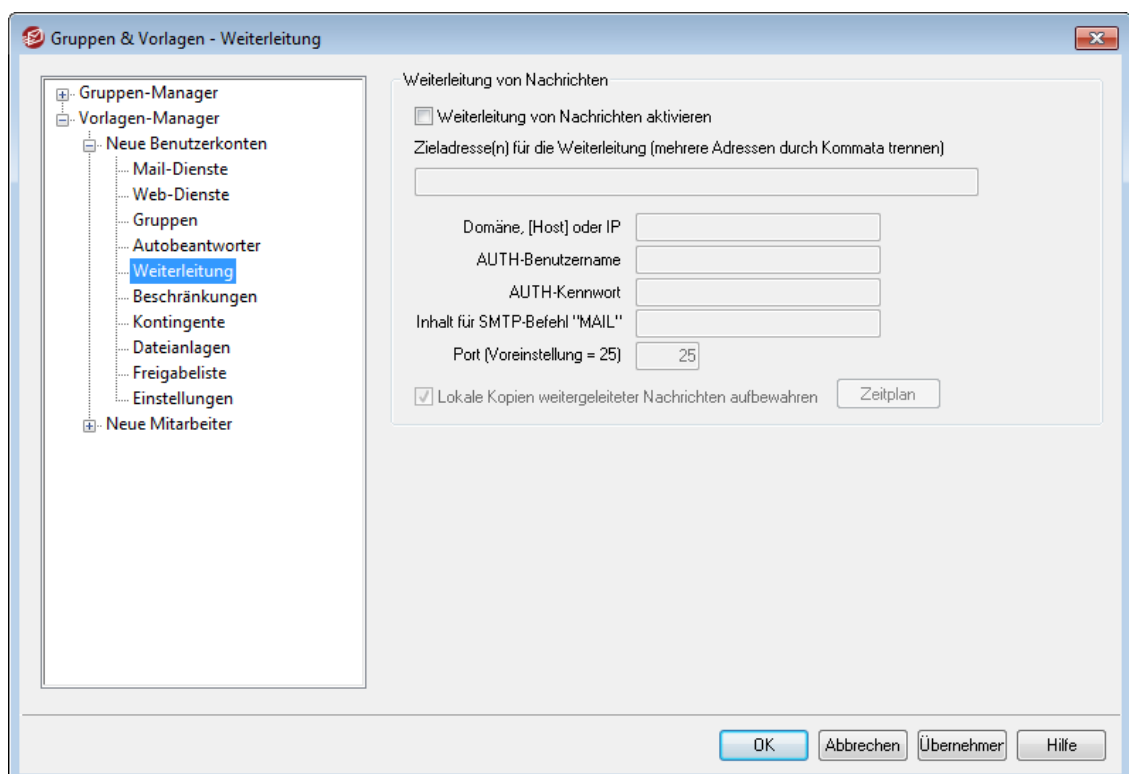 Gruppen & Vorlagen - Weiterleitung
Gruppen-Manager
Vorlagen-Manager
Neue Benutzerkonten
Mail-Dienste
Web-Dienste
Gruppen
Autobeantworter
Weiterleitung
Beschränkungen
Kontingente
Dateianlagen
Freigabeliste
Einstellungen
Neue Mitarbeiter
Weiterleitung von Nachrichten
Weiterleitung von Nachrichten aktivieren
Zieladresse(n) für die Weiterleitung (mehrere Adressen durch Kommata trennen)
Domäne, [Host] oder IP
AUTH-Benutzername
AUTH-Kennwort
Inhalt für SMTP-Befehl "MAIL"
Port (Voreinstellung = 25) 25
Lokale Kopien weitergeleiteter Nachrichten aufbewahren Zeitplan
OK Abbrechen Übernehmer Hilfe